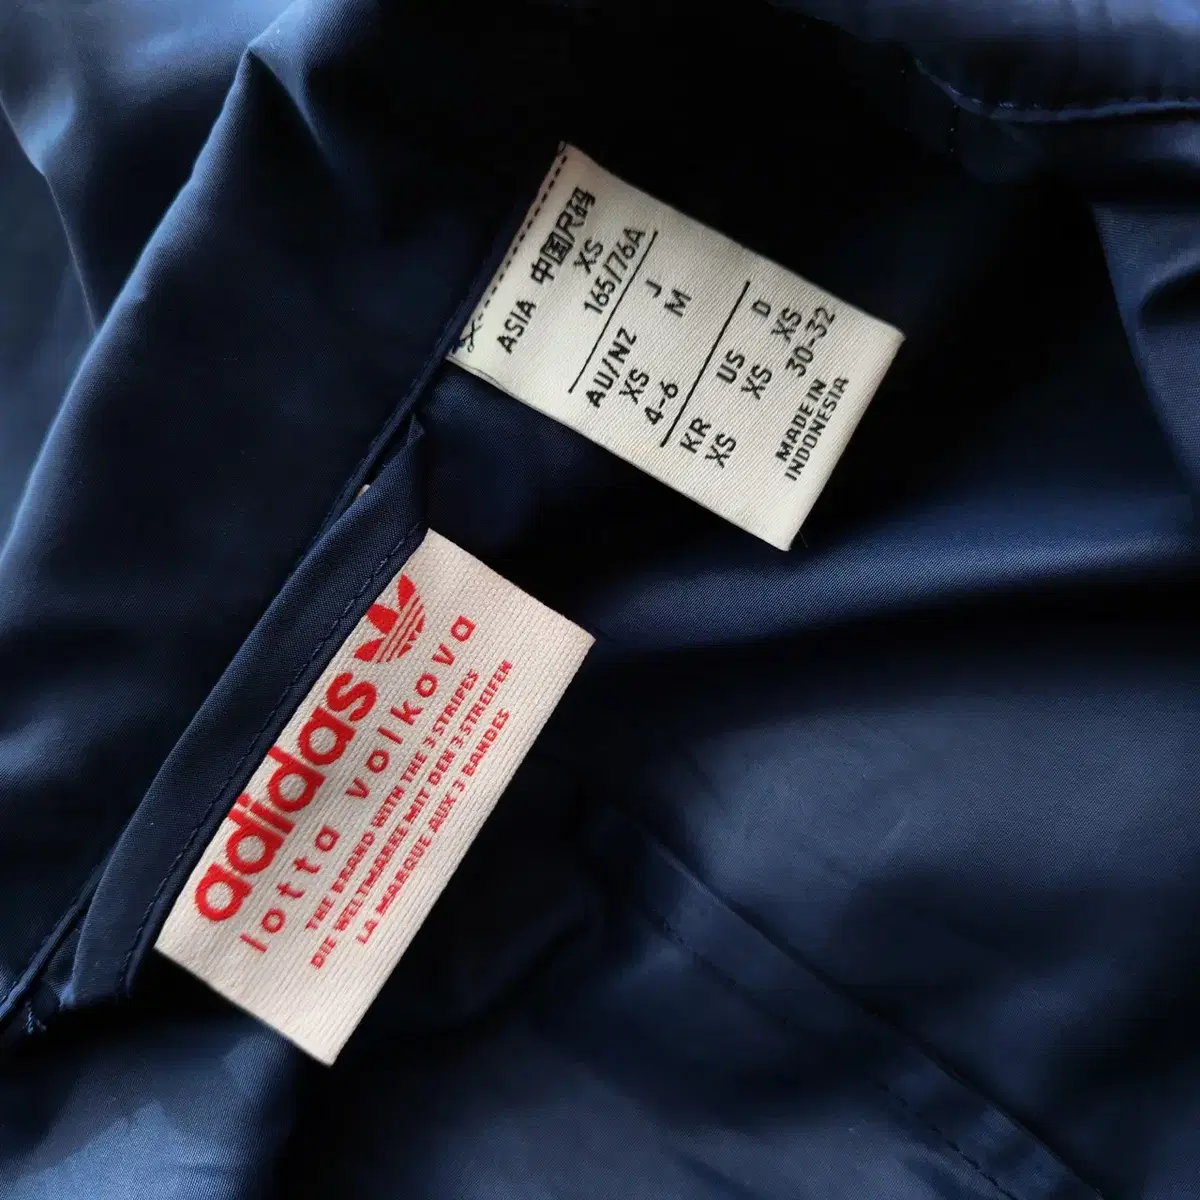 ASIA 中国尺码
XS
165/76A
AU/NZ J
XS M
4-6
KR US D
XS XS XS
30-32
MADE IN
INDONESIA
adidas
lotta volkova
THE BRAND WITH THE 3 STRIPES
DIE WELTMARKE MIT DEN 3 STREIFEN
LA MARQUE AUX 3 BANDES